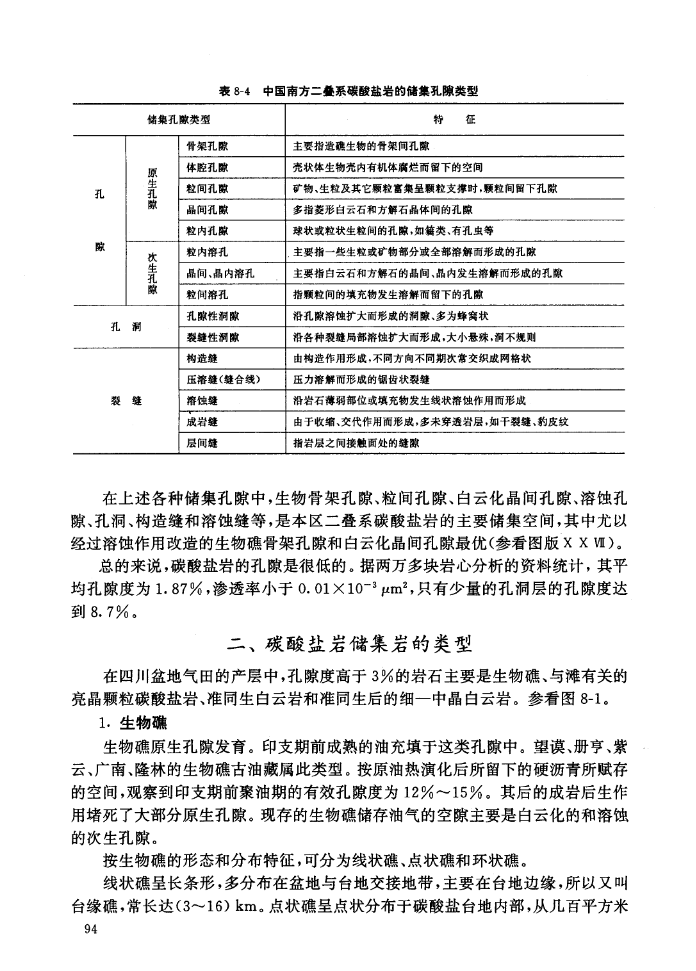 表 8-4 中国南方二叠系碳酸盐岩的储集孔隙类型
储集孔隙类型 特 征
孔 隙
原生孔隙
骨架孔隙 主要指造礁生物的骨架间孔隙
体腔孔隙 壳状体生物壳内有机体腐烂而留下的空间
粒间孔隙 矿物、生粒及其它颗粒富集呈颗粒支撑时,颗粒间留下孔隙
晶间孔隙 多指菱形白云石和方解石晶体间的孔隙
粒内孔隙 球状或粒状生粒间的孔隙,如䗴类、有孔虫等
次生孔隙
粒内溶孔 主要指一些生粒或矿物部分或全部溶解而形成的孔隙
晶间、晶内溶孔 主要指白云石和方解石的晶间、晶内发生溶解而形成的孔隙
粒间溶孔 指颗粒间的填充物发生溶解而留下的孔隙
孔 洞
孔隙性洞隙 沿孔隙溶蚀扩大而形成的洞隙、多为蜂窝状
裂缝性洞隙 沿各种裂缝局部溶蚀扩大而形成,大小悬殊,洞不规则
裂 缝
构造缝 由构造作用形成,不同方向不同期次常交织成网格状
压溶缝(缝合线) 压力溶解而形成的锯齿状裂缝
溶蚀缝 沿岩石薄弱部位或填充物发生线状溶蚀作用而形成
成岩缝 由于收缩、交代作用而形成,多未穿透岩层,如干裂缝、豹皮纹
层间缝 指岩层之间接触面处的缝隙
在上述各种储集孔隙中,生物骨架孔隙、粒间孔隙、白云化晶间孔隙、溶蚀孔
隙、孔洞、构造缝和溶蚀缝等,是本区二叠系碳酸盐岩的主要储集空间,其中尤以
经过溶蚀作用改造的生物礁骨架孔隙和白云化晶间孔隙最优(参看图版ⅩⅩⅦ)。
总的来说,碳酸盐岩的孔隙是很低的。据两万多块岩心分析的资料统计,其平
均孔隙度为 1.87%,渗透率小于 0.01×10⁻³ μm²,只有少量的孔洞层的孔隙度达
到 8.7%。
二、碳酸盐岩储集岩的类型
在四川盆地气田的产层中,孔隙度高于 3%的岩石主要是生物礁、与滩有关的
亮晶颗粒碳酸盐岩、准同生白云岩和准同生后的细—中晶白云岩。参看图 8-1。
1. 生物礁
生物礁原生孔隙发育。印支期前成熟的油充填于这类孔隙中。望谟、册亨、紫
云、广南、隆林的生物礁古油藏属此类型。按原油热演化后所留下的硬沥青所赋存
的空间,观察到印支期前聚油期的有效孔隙度为 12%～15%。其后的成岩后生作
用堵死了大部分原生孔隙。现存的生物礁储存油气的空隙主要是白云化的和溶蚀
的次生孔隙。
按生物礁的形态和分布特征,可分为线状礁、点状礁和环状礁。
线状礁呈长条形,多分布在盆地与台地交接地带,主要在台地边缘,所以又叫
台缘礁,常长达(3～16) km。点状礁呈点状分布于碳酸盐台地内部,从几百平方米
94